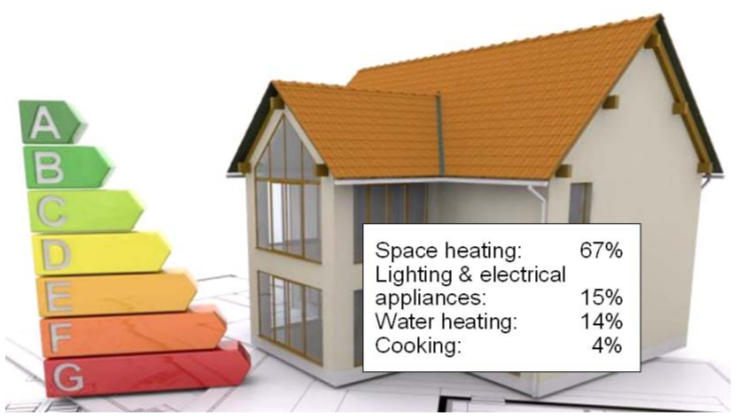 A
B
C
D
E
F
G
Space heating: 67%
Lighting & electrical
appliances: 15%
Water heating: 14%
Cooking: 4%